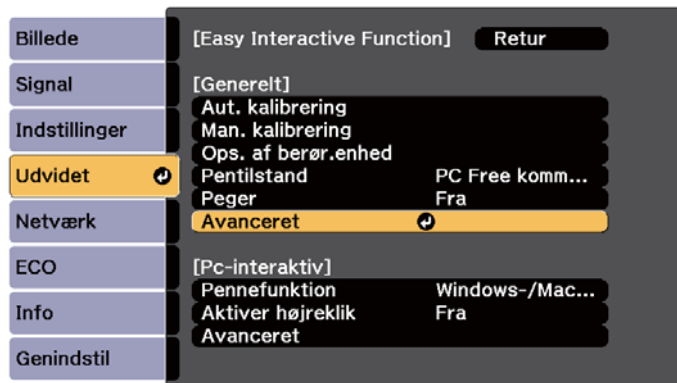 Billede
Signal
Indstillinger
Udvidet
Netværk
ECO
Info
Genindstil
[Easy Interactive Function] Retur
[Generelt]
Aut. kalibrering
Man. kalibrering
Ops. af berør.enhed
Pentilstand PC Free komm...
Peger Fra
Avanceret
[Pc-interaktiv]
Pennefunktion Windows-/Mac...
Aktiver højreklik Fra
Avanceret